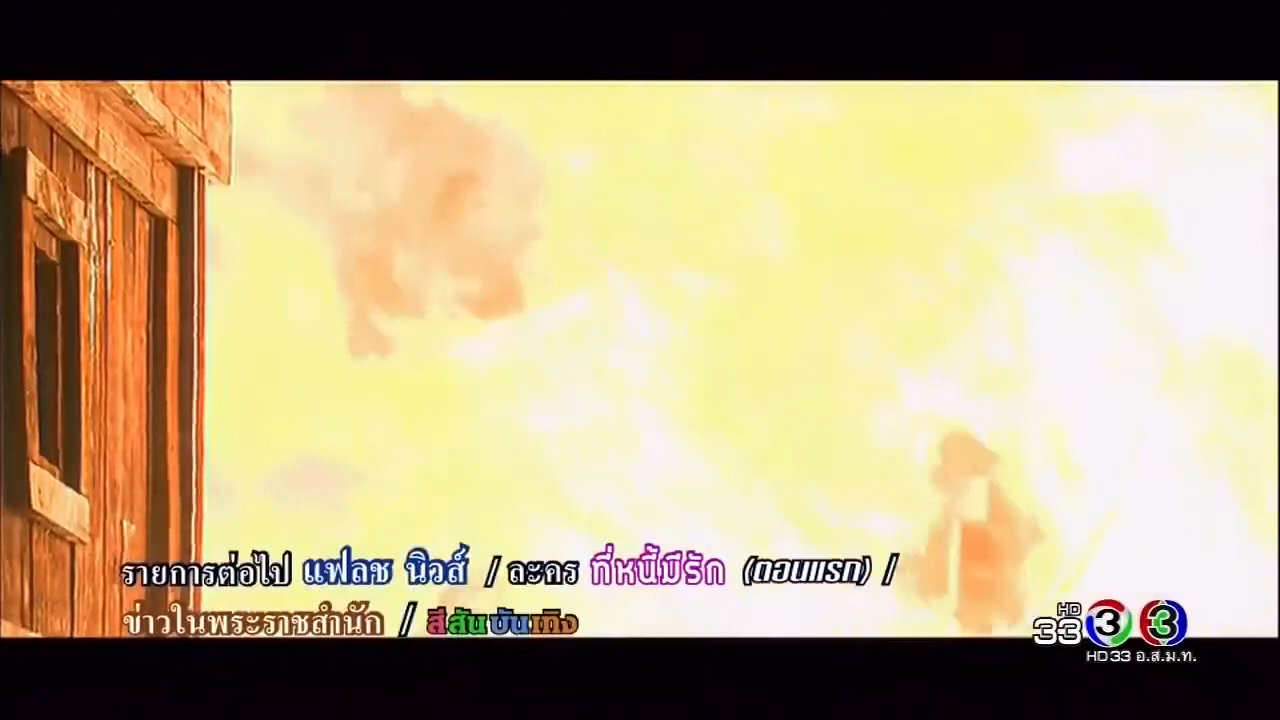 รายการต่อไป แฟลช นิวส์ / ละคร ที่หนี้มีรัก (ตอนแรก) /
ข่าวในพระราชสำนัก / สีสันบันเทิง
HD
33 3 3
HD33 อ.ส.ม.ท.